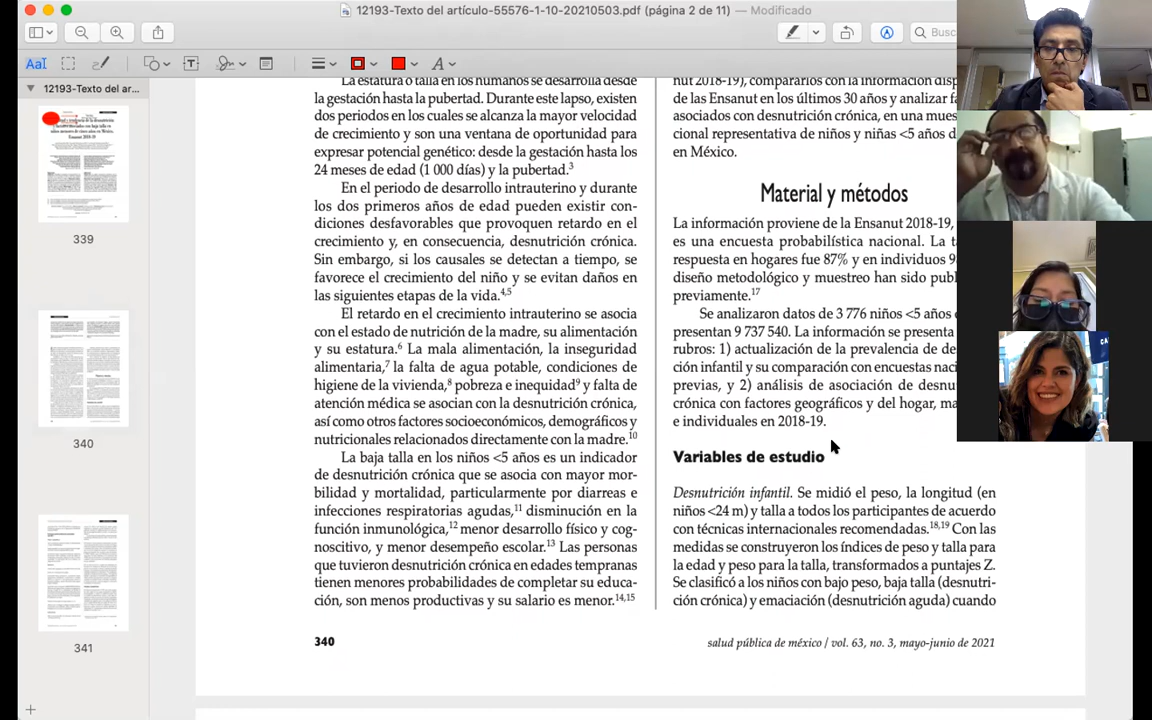 12193-Texto del artículo-55576-1-10-20210503.pdf (página 2 de 11) — Modificado
Busc
AaI
T
A
12193-Texto del ar...
339
340
341
La estatura o talla en los humanos se desarrolla desde
la gestación hasta la pubertad. Durante este lapso, existen
dos periodos en los cuales se alcanza la mayor velocidad
de crecimiento y son una ventana de oportunidad para
expresar potencial genético: desde la gestación hasta los
24 meses de edad (1 000 días) y la pubertad.3
En el periodo de desarrollo intrauterino y durante
los dos primeros años de edad pueden existir con-
diciones desfavorables que provoquen retardo en el
crecimiento y, en consecuencia, desnutrición crónica.
Sin embargo, si los causales se detectan a tiempo, se
favorece el crecimiento del niño y se evitan daños en
las siguientes etapas de la vida.4,5
El retardo en el crecimiento intrauterino se asocia
con el estado de nutrición de la madre, su alimentación
y su estatura.6 La mala alimentación, la inseguridad
alimentaria,7 la falta de agua potable, condiciones de
higiene de la vivienda,8 pobreza e inequidad9 y falta de
atención médica se asocian con la desnutrición crónica,
así como otros factores socioeconómicos, demográficos y
nutricionales relacionados directamente con la madre.10
La baja talla en los niños <5 años es un indicador
de desnutrición crónica que se asocia con mayor mor-
bilidad y mortalidad, particularmente por diarreas e
infecciones respiratorias agudas,11 disminución en la
función inmunológica,12 menor desarrollo físico y cog-
noscitivo, y menor desempeño escolar.13 Las personas
que tuvieron desnutrición crónica en edades tempranas
tienen menores probabilidades de completar su educa-
ción, son menos productivas y su salario es menor.14,15
nut 2018-19), compararlos con la información disp
de las Ensanut en los últimos 30 años y analizar fa
asociados con desnutrición crónica, en una mues
cional representativa de niños y niñas <5 años d
en México.
Material y métodos
La información proviene de la Ensanut 2018-19,
es una encuesta probabilística nacional. La t
respuesta en hogares fue 87% y en individuos 9
diseño metodológico y muestreo han sido publ
previamente.17
Se analizaron datos de 3 776 niños <5 años
presentan 9 737 540. La información se presenta
rubros: 1) actualización de la prevalencia de de
ción infantil y su comparación con encuestas naci
previas, y 2) análisis de asociación de desnu
crónica con factores geográficos y del hogar, ma
e individuales en 2018-19.
Variables de estudio
Desnutrición infantil. Se midió el peso, la longitud (en
niños <24 m) y talla a todos los participantes de acuerdo
con técnicas internacionales recomendadas.18,19 Con las
medidas se construyeron los índices de peso y talla para
la edad y peso para la talla, transformados a puntajes Z.
Se clasificó a los niños con bajo peso, baja talla (desnutri-
ción crónica) y emaciación (desnutrición aguda) cuando
340
salud pública de méxico / vol. 63, no. 3, mayo-junio de 2021